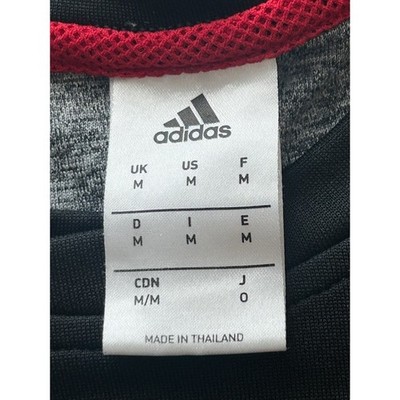 adidas
UK US F
M M M
D I E
M M M
CDN J
M/M O
MADE IN THAILAND